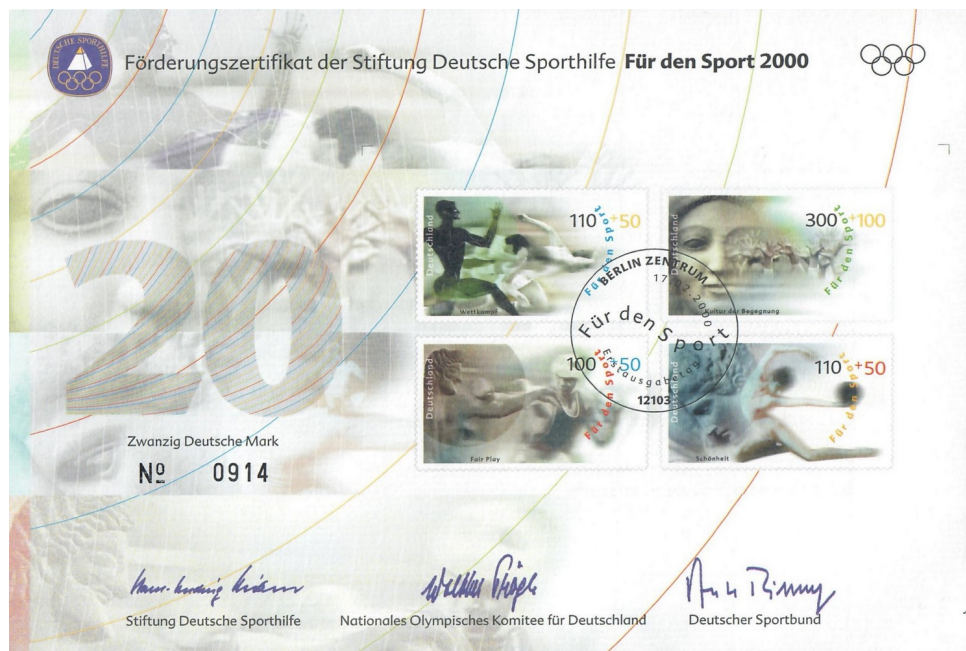 DEUTSCHE SPORTHILFE
Förderungszertifikat der Stiftung Deutsche Sporthilfe Für den Sport 2000
Deutschland
110 +50
Für den Sport
Wettkampf
Deutschland
300 +100
Für den Sport
Kultur der Begegnung
BERLIN ZENTRUM
17.02.2000
Für den Sport
Erstausgabetag
12103
20
Deutschland
100 +50
Für den Sport
Fair Play
Deutschland
110 +50
Für den Sport
Schönheit
Zwanzig Deutsche Mark
Nº 0914
Stiftung Deutsche Sporthilfe
Nationales Olympisches Komitee für Deutschland
Deutscher Sportbund